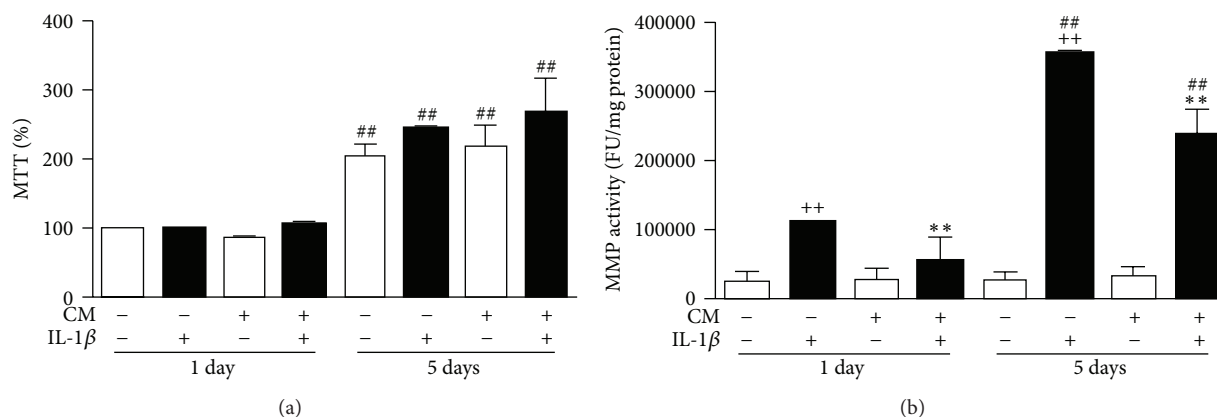 400
300
200
100
0
MTT (%)
##
##
##
##
CM − − + + − − + +
IL-1β − + − + − + − +
1 day 5 days
(a)
400000
300000
200000
100000
0
MMP activity (FU/mg protein)
++
**
##
++
##
**
CM − − + + − − + +
IL-1β − + − + − + − +
1 day 5 days
(b)